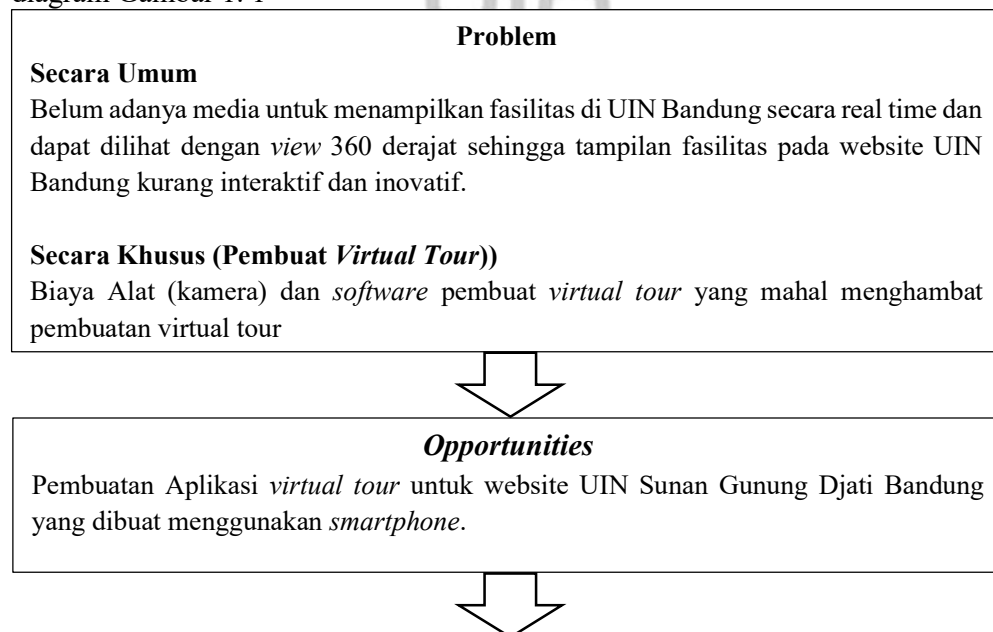 diagram Gambar 1. 1
Problem
Secara Umum
Belum adanya media untuk menampilkan fasilitas di UIN Bandung secara real time dan
dapat dilihat dengan view 360 derajat sehingga tampilan fasilitas pada website UIN
Bandung kurang interaktif dan inovatif.
Secara Khusus (Pembuat Virtual Tour))
Biaya Alat (kamera) dan software pembuat virtual tour yang mahal menghambat
pembuatan virtual tour
Opportunities
Pembuatan Aplikasi virtual tour untuk website UIN Sunan Gunung Djati Bandung
yang dibuat menggunakan smartphone.